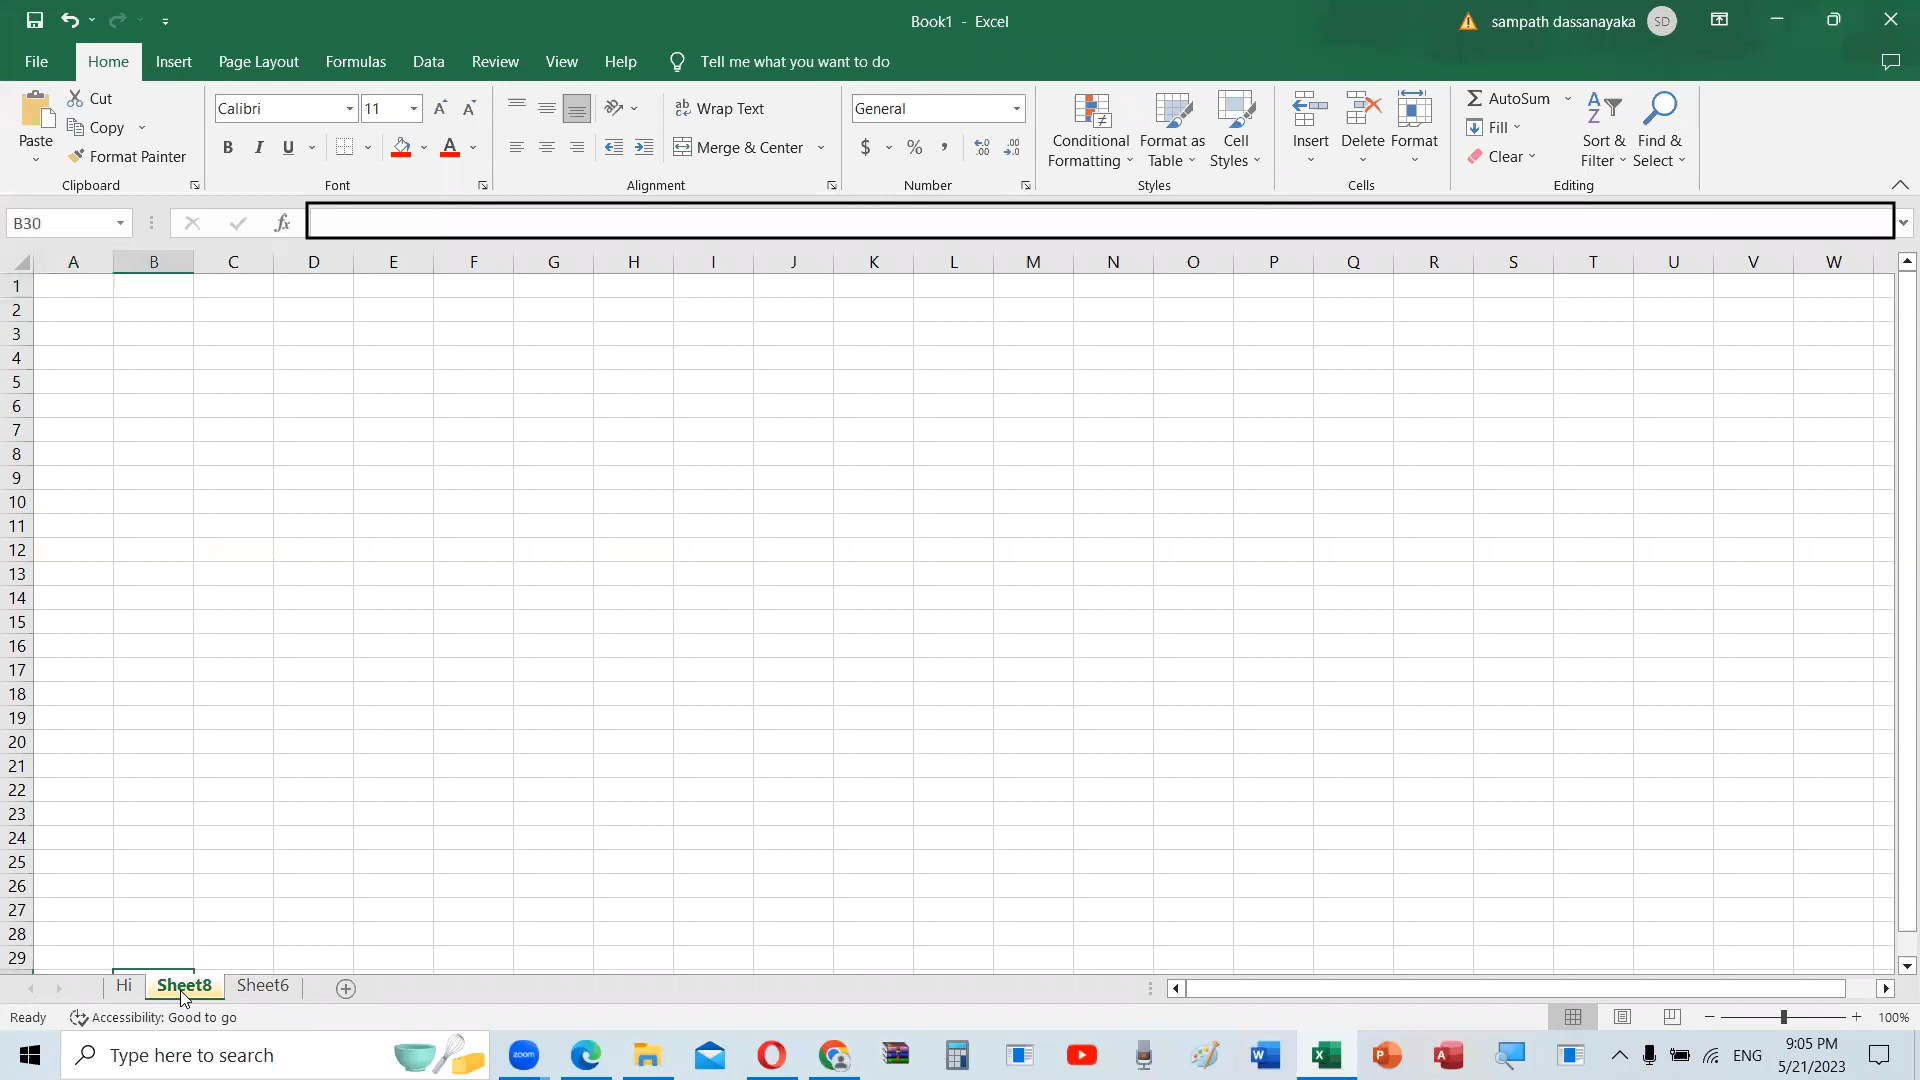 Book1 - Excel
sampath dassanayaka
SD
File
Home
Insert
Page Layout
Formulas
Data
Review
View
Help
Tell me what you want to do
Paste
Cut
Copy
Format Painter
Clipboard
Calibri
11
B
I
U
A
Font
Wrap Text
Merge & Center
Alignment
General
$
%
Number
Conditional Formatting
Format as Table
Cell Styles
Styles
Insert
Delete
Format
Cells
AutoSum
Fill
Clear
Sort & Filter
Find & Select
Editing
B30
fx
A B C D E F G H I J K L M N O P Q R S T U V W
1
2
3
4
5
6
7
8
9
10
11
12
13
14
15
16
17
18
19
20
21
22
23
24
25
26
27
28
29
Hi
Sheet8
Sheet6
Ready
Accessibility: Good to go
100%
Type here to search
zoom
ENG
9:05 PM
5/21/2023